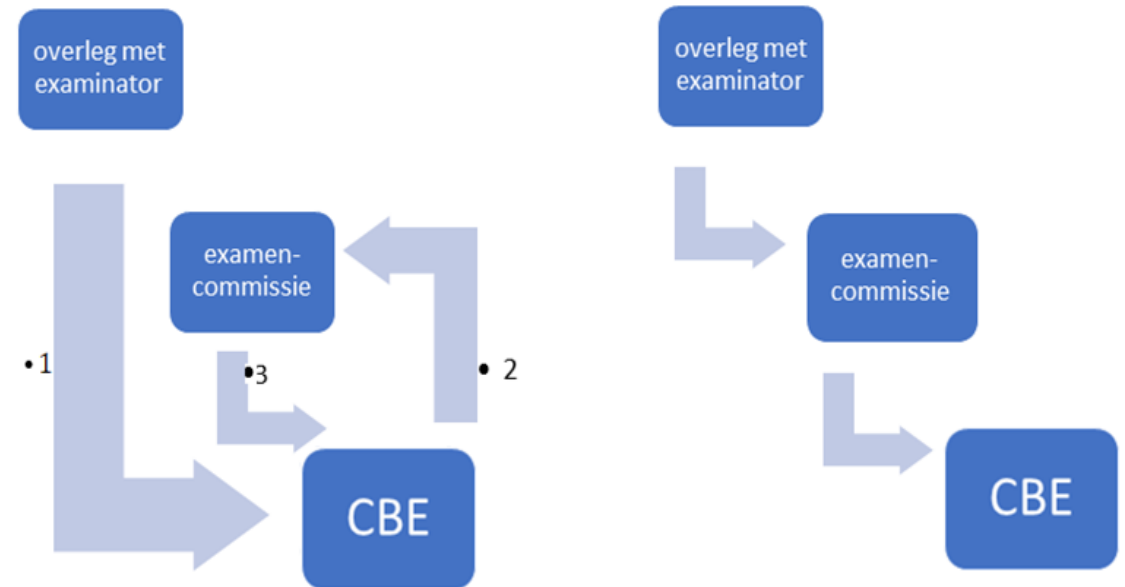 overleg met
examinator
examen-
commissie
• 1
• 3
• 2
CBE
overleg met
examinator
examen-
commissie
CBE